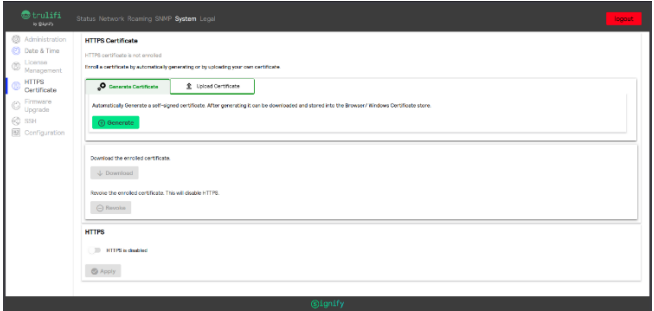 trulifi
by Signify
Status Network Roaming SNMP System Legal
logout
Administration
Date & Time
License
Management
HTTPS
Certificate
Firmware
Upgrade
SSH
Configuration
HTTPS Certificate
HTTPS certificate is not enrolled
Enroll a certificate by automatically generating or by uploading your own certificate
Generate Certificate
Upload Certificate
Automatically Generate a self-signed certificate. After generating it can be downloaded and stored into the Browser/ Windows Certificate store.
Generate
Download the enrolled certificate.
Download
Revoke the enrolled certificate. This will disable HTTPS.
Revoke
HTTPS
HTTPS is disabled
Apply
Signify